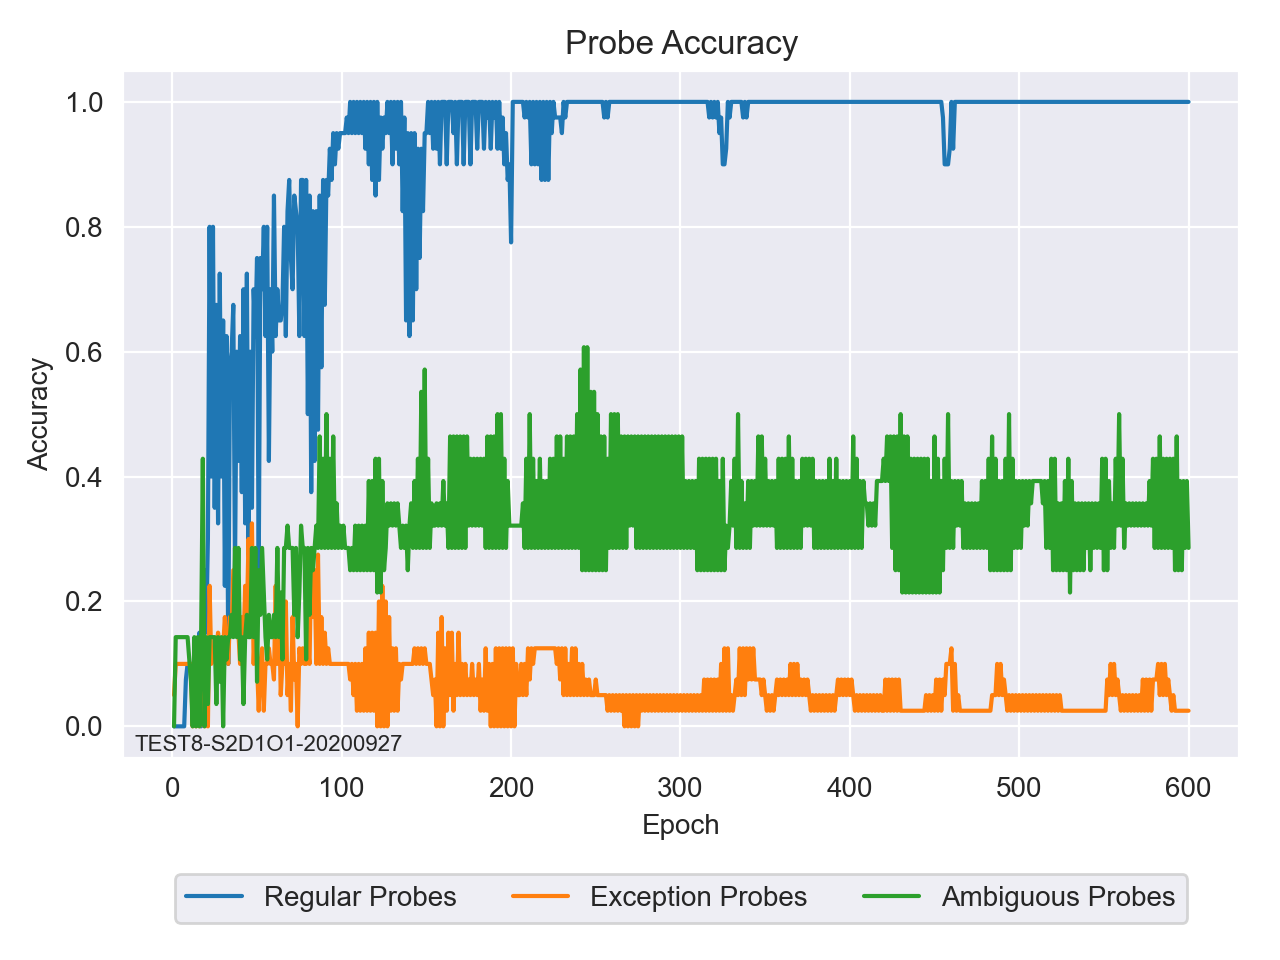 Probe Accuracy
Accuracy
1.0
0.8
0.6
0.4
0.2
0.0
TEST8-S2D1O1-20200927
0 100 200 300 400 500 600
Epoch
Regular Probes Exception Probes Ambiguous Probes